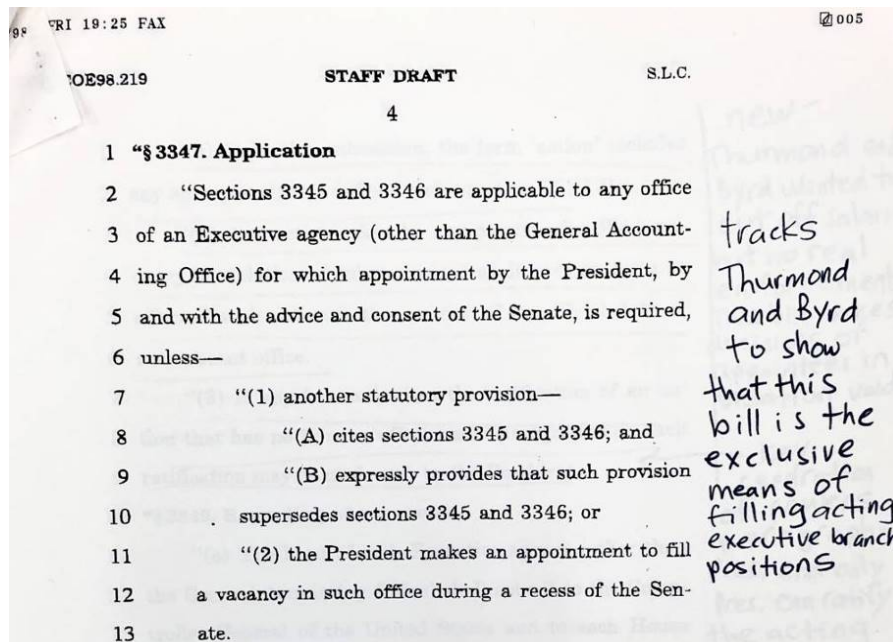 98 FRI 19:25 FAX
005
COE98.219 STAFF DRAFT S.L.C.
4
1 “§ 3347. Application
2 “Sections 3345 and 3346 are applicable to any office
3 of an Executive agency (other than the General Account-
4 ing Office) for which appointment by the President, by
5 and with the advice and consent of the Senate, is required,
6 unless—
7 “(1) another statutory provision—
8 “(A) cites sections 3345 and 3346; and
9 “(B) expressly provides that such provision
10 supersedes sections 3345 and 3346; or
11 “(2) the President makes an appointment to fill
12 a vacancy in such office during a recess of the Sen-
13 ate.
tracks
Thurmond
and Byrd
to show
that this
bill is the
exclusive
means of
filling acting
executive branch
positions